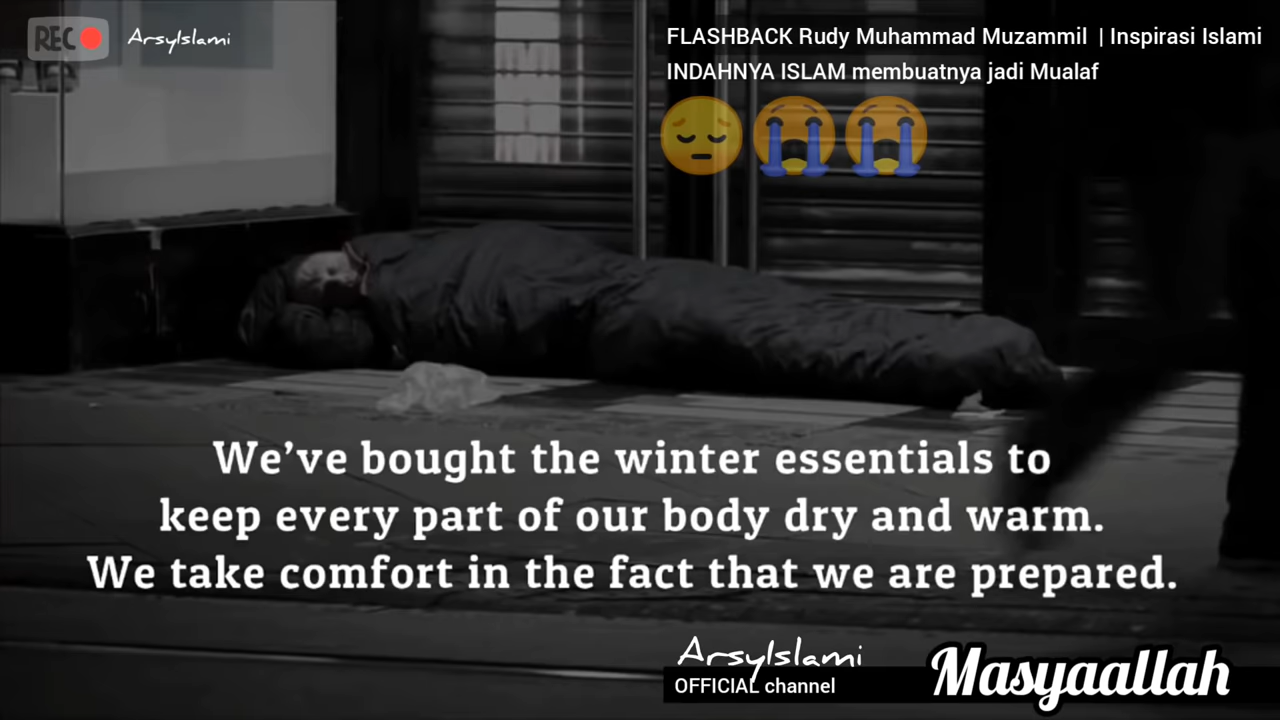 REC
ArsyIslami
FLASHBACK Rudy Muhammad Muzammil | Inspirasi Islami
INDAHNYA ISLAM membuatnya jadi Mualaf
We’ve bought the winter essentials to
keep every part of our body dry and warm.
We take comfort in the fact that we are prepared.
ArsyIslami
OFFICIAL channel
Masyaallah